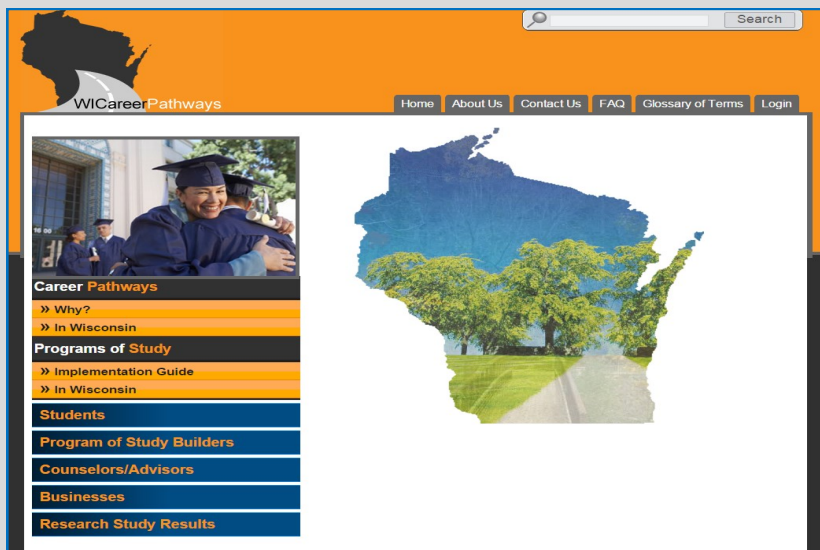 Search
WICareerPathways
Home About Us Contact Us FAQ Glossary of Terms Login
Career Pathways
» Why?
» In Wisconsin
Programs of Study
» Implementation Guide
» In Wisconsin
Students
Program of Study Builders
Counselors/Advisors
Businesses
Research Study Results